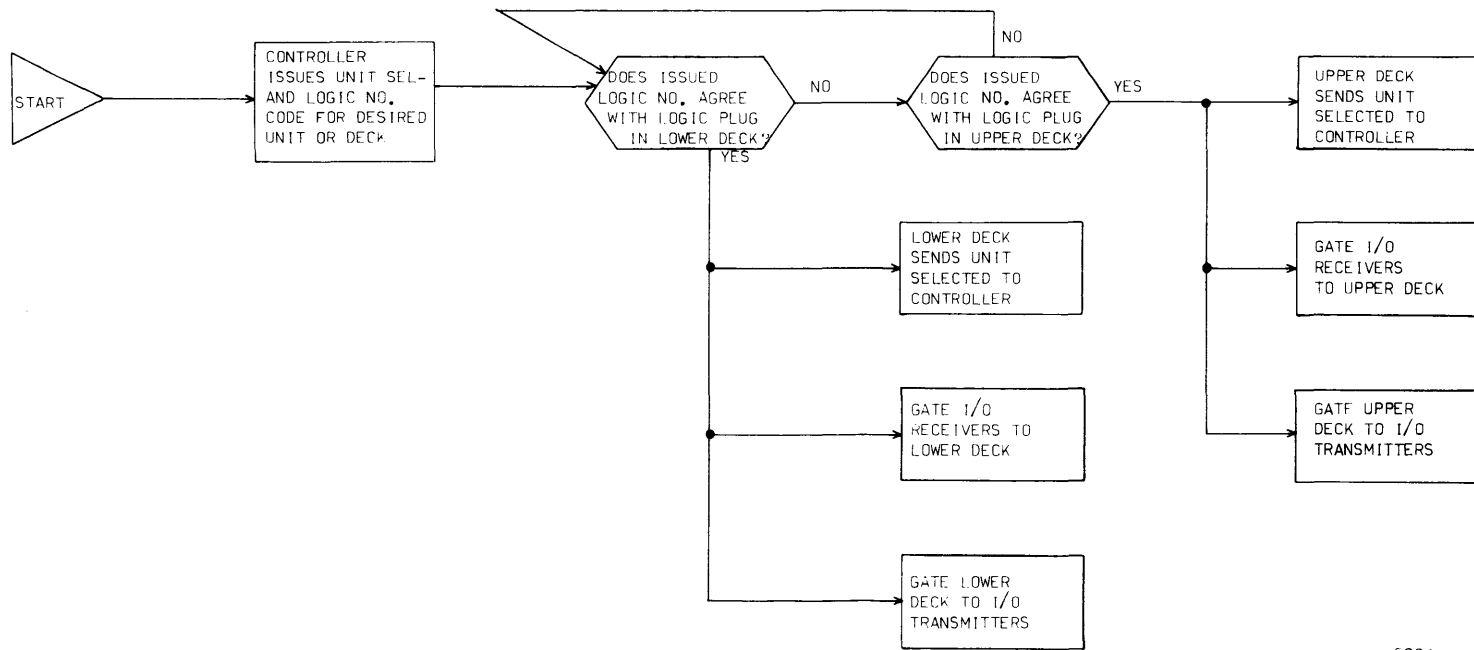 START
CONTROLLER
ISSUES UNIT SEL-
AND LOGIC NO.
CODE FOR DESIRED
UNIT OR DECK
DOES ISSUED
LOGIC NO. AGREE
WITH LOGIC PLUG
IN LOWER DECK?
NO
YES
DOES ISSUED
LOGIC NO. AGREE
WITH LOGIC PLUG
IN UPPER DECK?
NO
YES
UPPER DECK
SENDS UNIT
SELECTED TO
CONTROLLER
LOWER DECK
SENDS UNIT
SELECTED TO
CONTROLLER
GATE I/O
RECEIVERS
TO UPPER DECK
GATE I/O
RECEIVERS TO
LOWER DECK
GATE UPPER
DECK TO I/O
TRANSMITTERS
GATE LOWER
DECK TO I/O
TRANSMITTERS